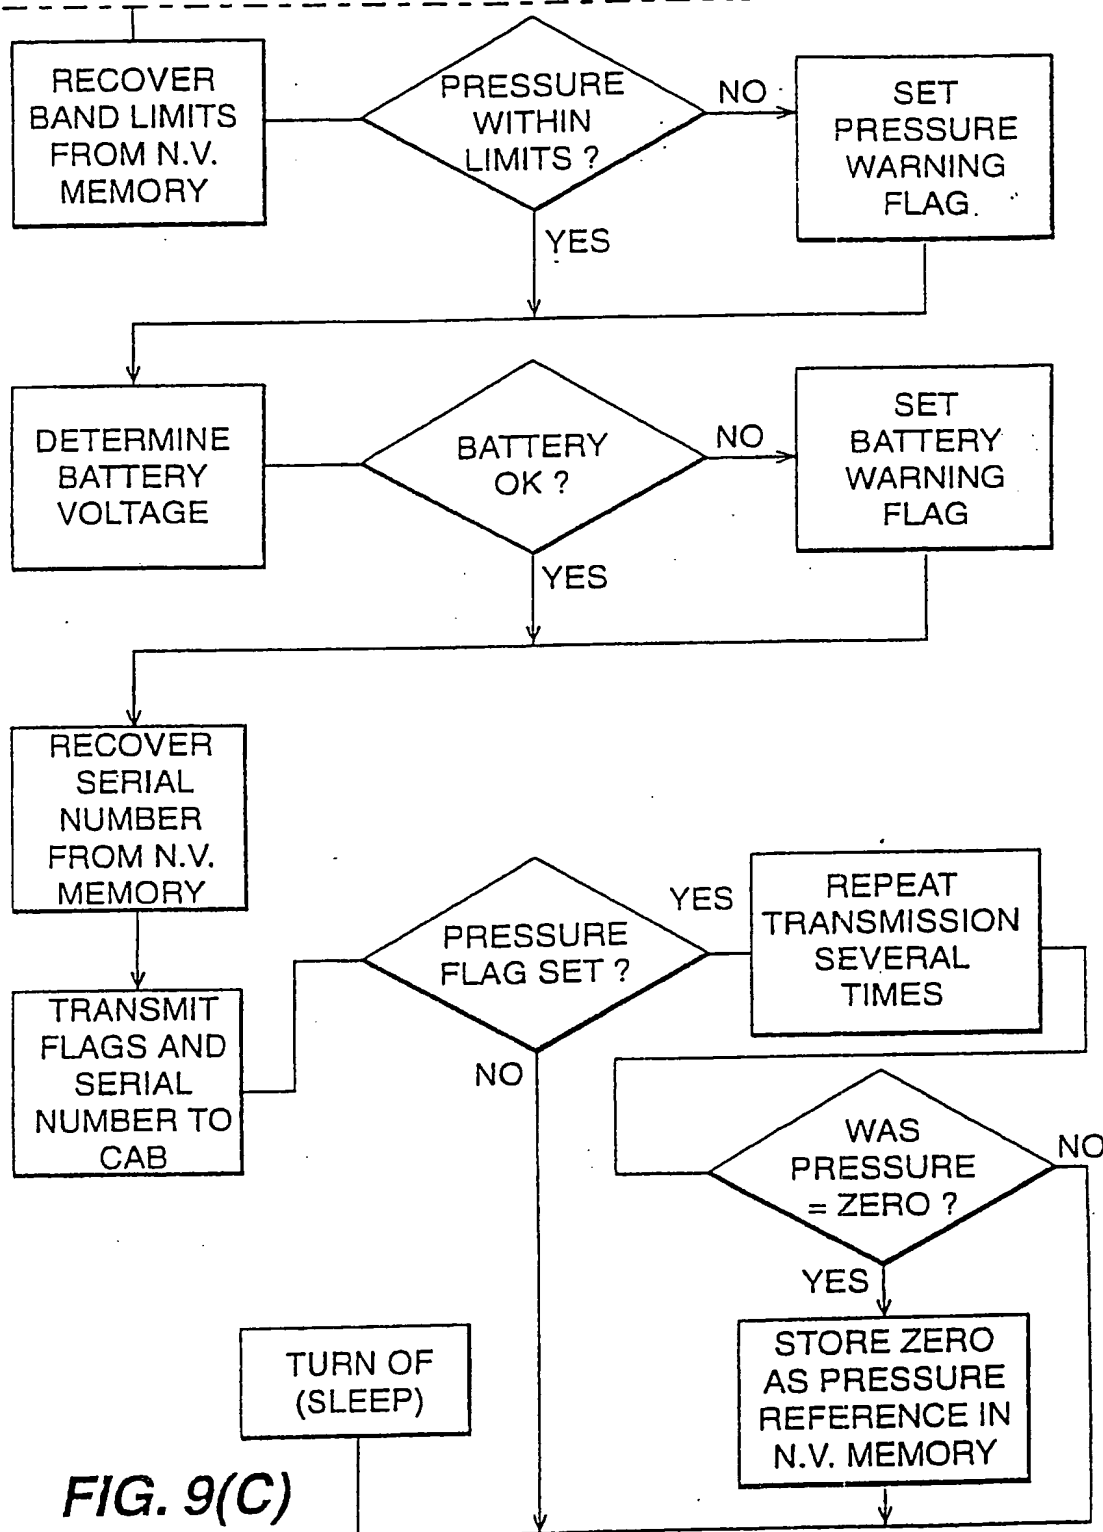 RECOVER
BAND LIMITS
FROM N.V.
MEMORY
PRESSURE
WITHIN
LIMITS ?
NO
SET
PRESSURE
WARNING
FLAG.
YES
DETERMINE
BATTERY
VOLTAGE
BATTERY
OK ?
NO
SET
BATTERY
WARNING
FLAG
YES
RECOVER
SERIAL
NUMBER
FROM N.V.
MEMORY
TRANSMIT
FLAGS AND
SERIAL
NUMBER TO
CAB
PRESSURE
FLAG SET ?
YES
REPEAT
TRANSMISSION
SEVERAL
TIMES
NO
WAS
PRESSURE
= ZERO ?
NO
YES
STORE ZERO
AS PRESSURE
REFERENCE IN
N.V. MEMORY
TURN OF
(SLEEP)
FIG. 9(C)